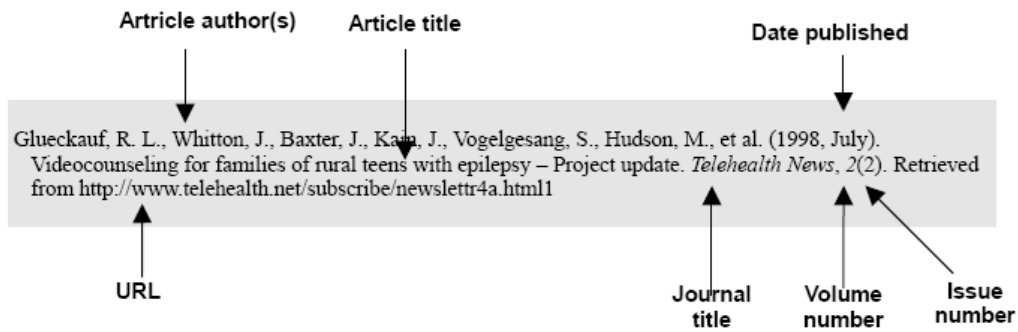 Artricle author(s)
Article title
Date published
Glueckauf, R. L., Whitton, J., Baxter, J., Kain, J., Vogelgesang, S., Hudson, M., et al. (1998, July).
Videocounseling for families of rural teens with epilepsy – Project update. Telehealth News, 2(2). Retrieved
from http://www.telehealth.net/subscribe/newslettr4a.html1
URL
Journal
title
Volume
number
Issue
number